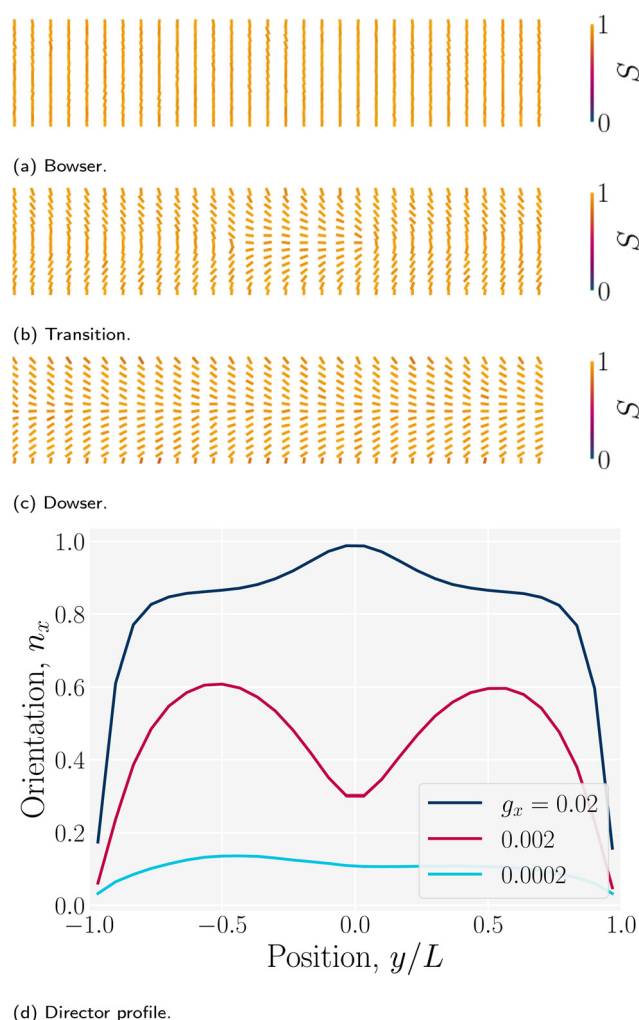 1
S
0
(a) Bowser.
1
S
0
(b) Transition.
1
S
0
(c) Dowser.
1.0
0.8
0.6
0.4
0.2
0.0
Orientation, nₓ
gₓ = 0.02
0.002
0.0002
−1.0 −0.5 0.0 0.5 1.0
Position, y/L
(d) Director profile.